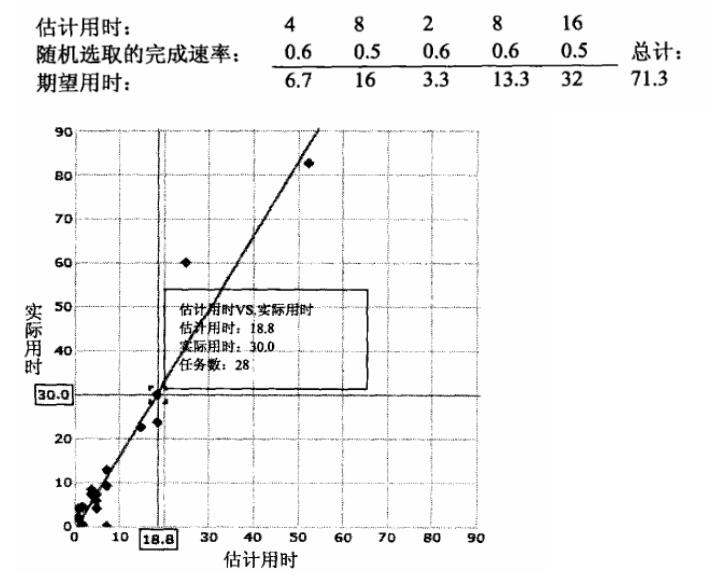 估计用时： 4 8 2 8 16
随机选取的完成速率： 0.6 0.5 0.6 0.6 0.5 总计：
期望用时： 6.7 16 3.3 13.3 32 71.3
90
80
70
60
50
40
30.0
20
10
0
实际用时
估计用时VS.实际用时
估计用时：18.8
实际用时：30.0
任务数：28
0 10 18.8 30 40 50 60 70 80 90
估计用时